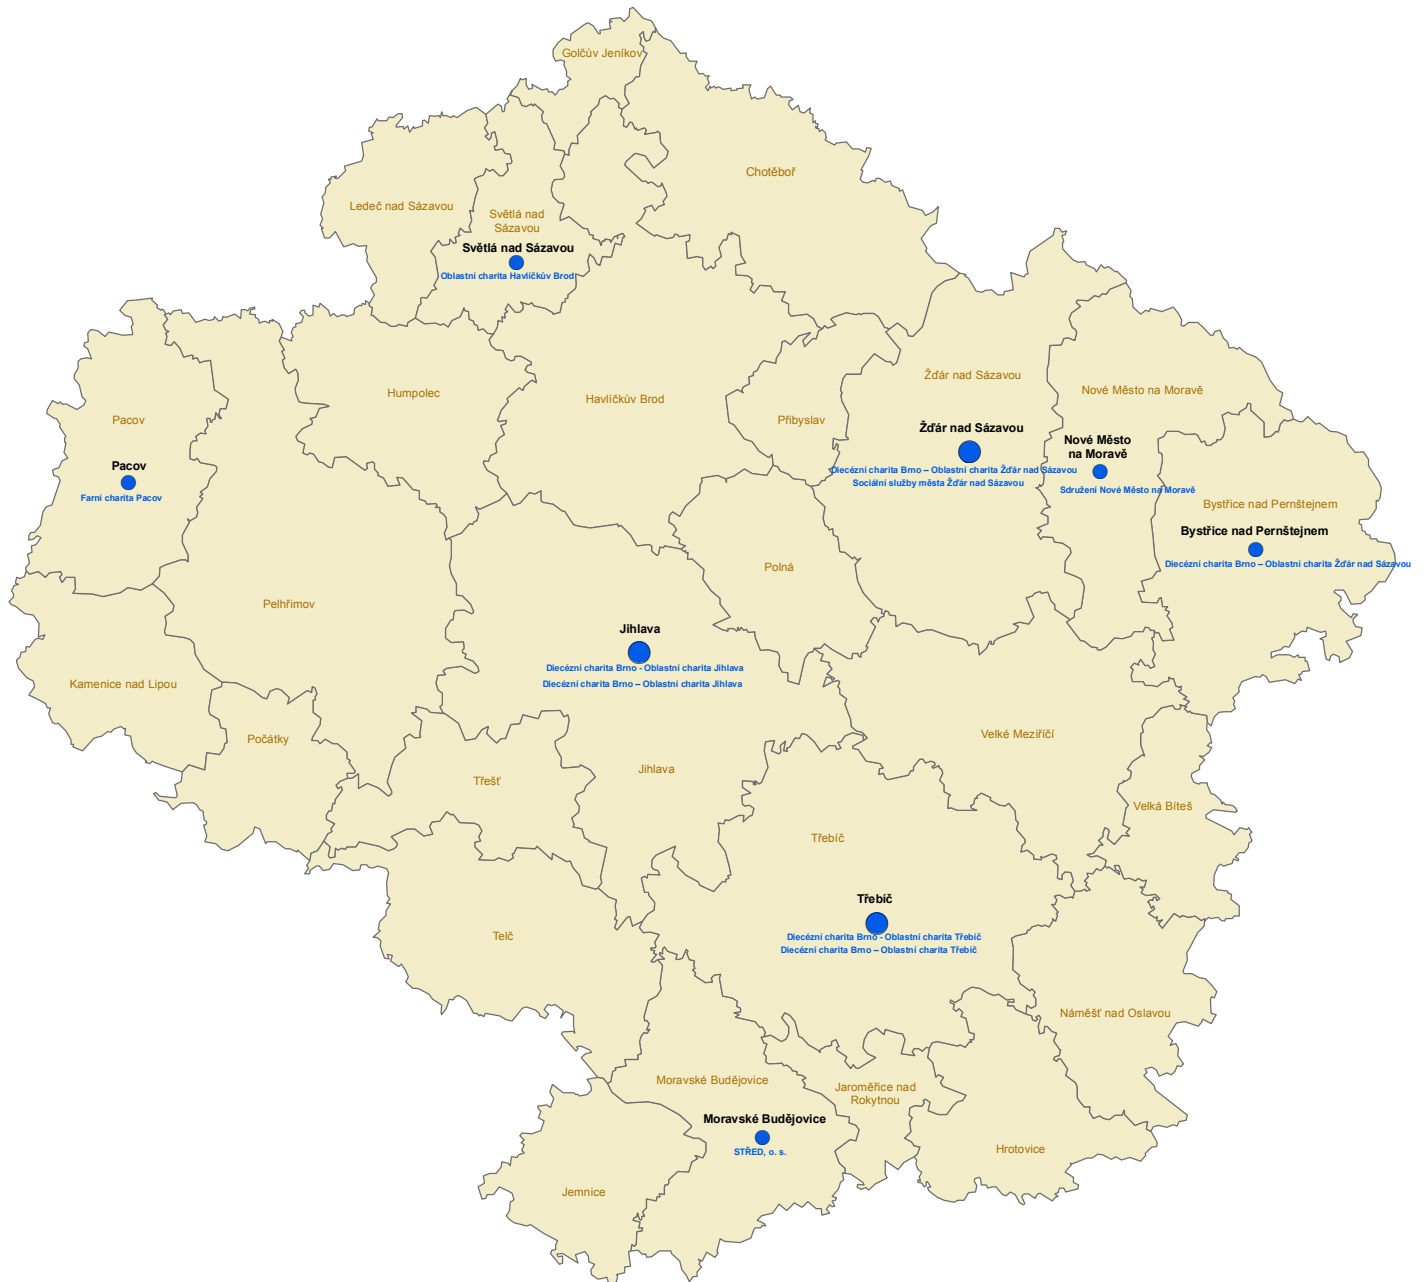 Golčův Jeníkov
Chotěboř
Ledeč nad Sázavou
Světlá nad
Sázavou
Světlá nad Sázavou
Oblastní charita Havlíčkův Brod
Žďár nad Sázavou
Nové Město na Moravě
Humpolec
Havlíčkův Brod
Přibyslav
Pacov
Žďár nad Sázavou
Diecézní charita Brno – Oblastní charita Žďár nad Sázavou
Sociální služby města Žďár nad Sázavou
Nové Město
na Moravě
Sdružení Nové Město na Moravě
Pacov
Farní charita Pacov
Bystřice nad Pernštejnem
Bystřice nad Pernštejnem
Diecézní charita Brno – Oblastní charita Žďár nad Sázavou
Polná
Pelhřimov
Jihlava
Diecézní charita Brno - Oblastní charita Jihlava
Diecézní charita Brno – Oblastní charita Jihlava
Kamenice nad Lipou
Počátky
Velké Meziříčí
Jihlava
Třešť
Velká Bíteš
Třebíč
Třebíč
Diecézní charita Brno - Oblastní charita Třebíč
Diecézní charita Brno – Oblastní charita Třebíč
Telč
Náměšť nad Oslavou
Moravské Budějovice
Jaroměřice nad
Rokytnou
Moravské Budějovice
STŘED, o. s.
Hrotovice
Jemnice